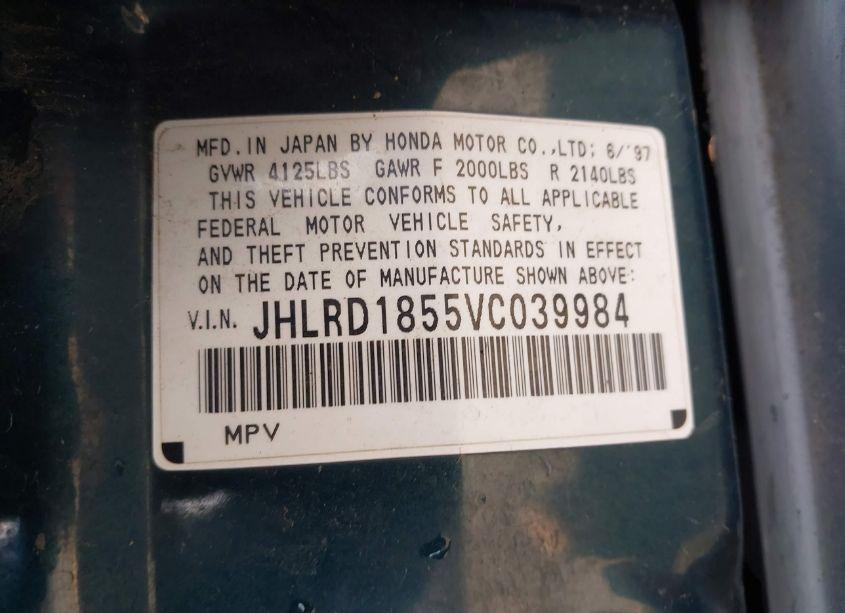 MFD. IN JAPAN BY HONDA MOTOR CO.,LTD; 6/'97
GVWR 4125LBS GAWR F 2000LBS R 2140LBS
THIS VEHICLE CONFORMS TO ALL APPLICABLE
FEDERAL MOTOR VEHICLE SAFETY,
AND THEFT PREVENTION STANDARDS IN EFFECT
ON THE DATE OF MANUFACTURE SHOWN ABOVE:
V.I.N. JHLRD1855VC039984
MPV